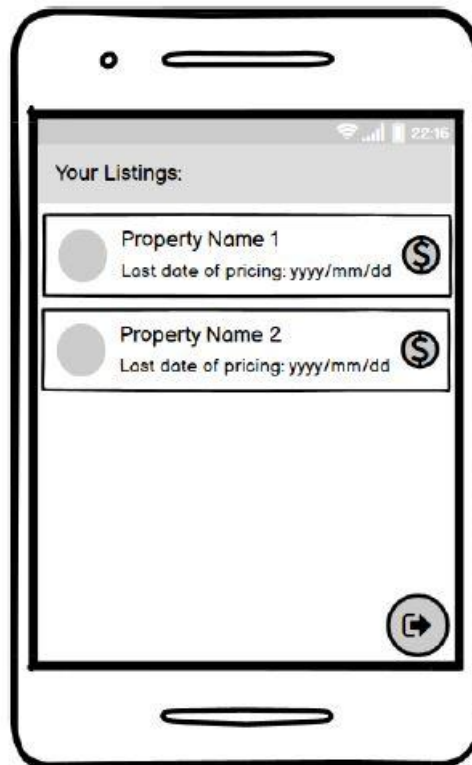 22:16
Your Listings:
Property Name 1
Last date of pricing: yyyy/mm/dd
$
Property Name 2
Last date of pricing: yyyy/mm/dd
$